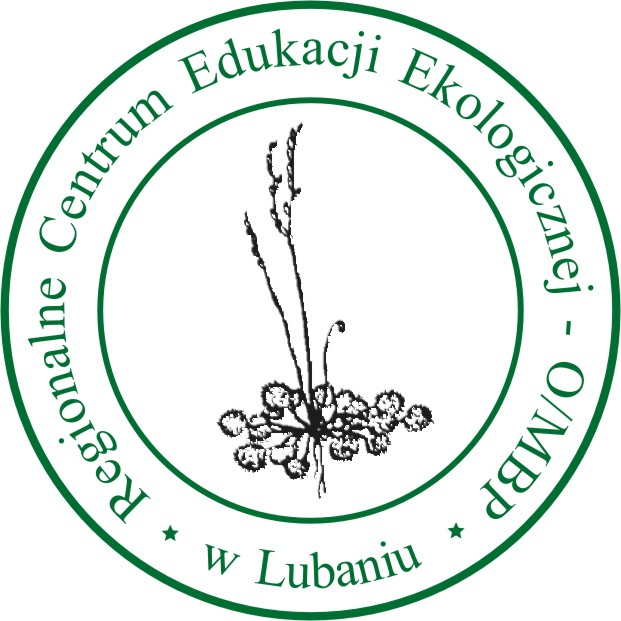 Regionalne Centrum Edukacji Ekologicznej - O/MBP
w Lubaniu